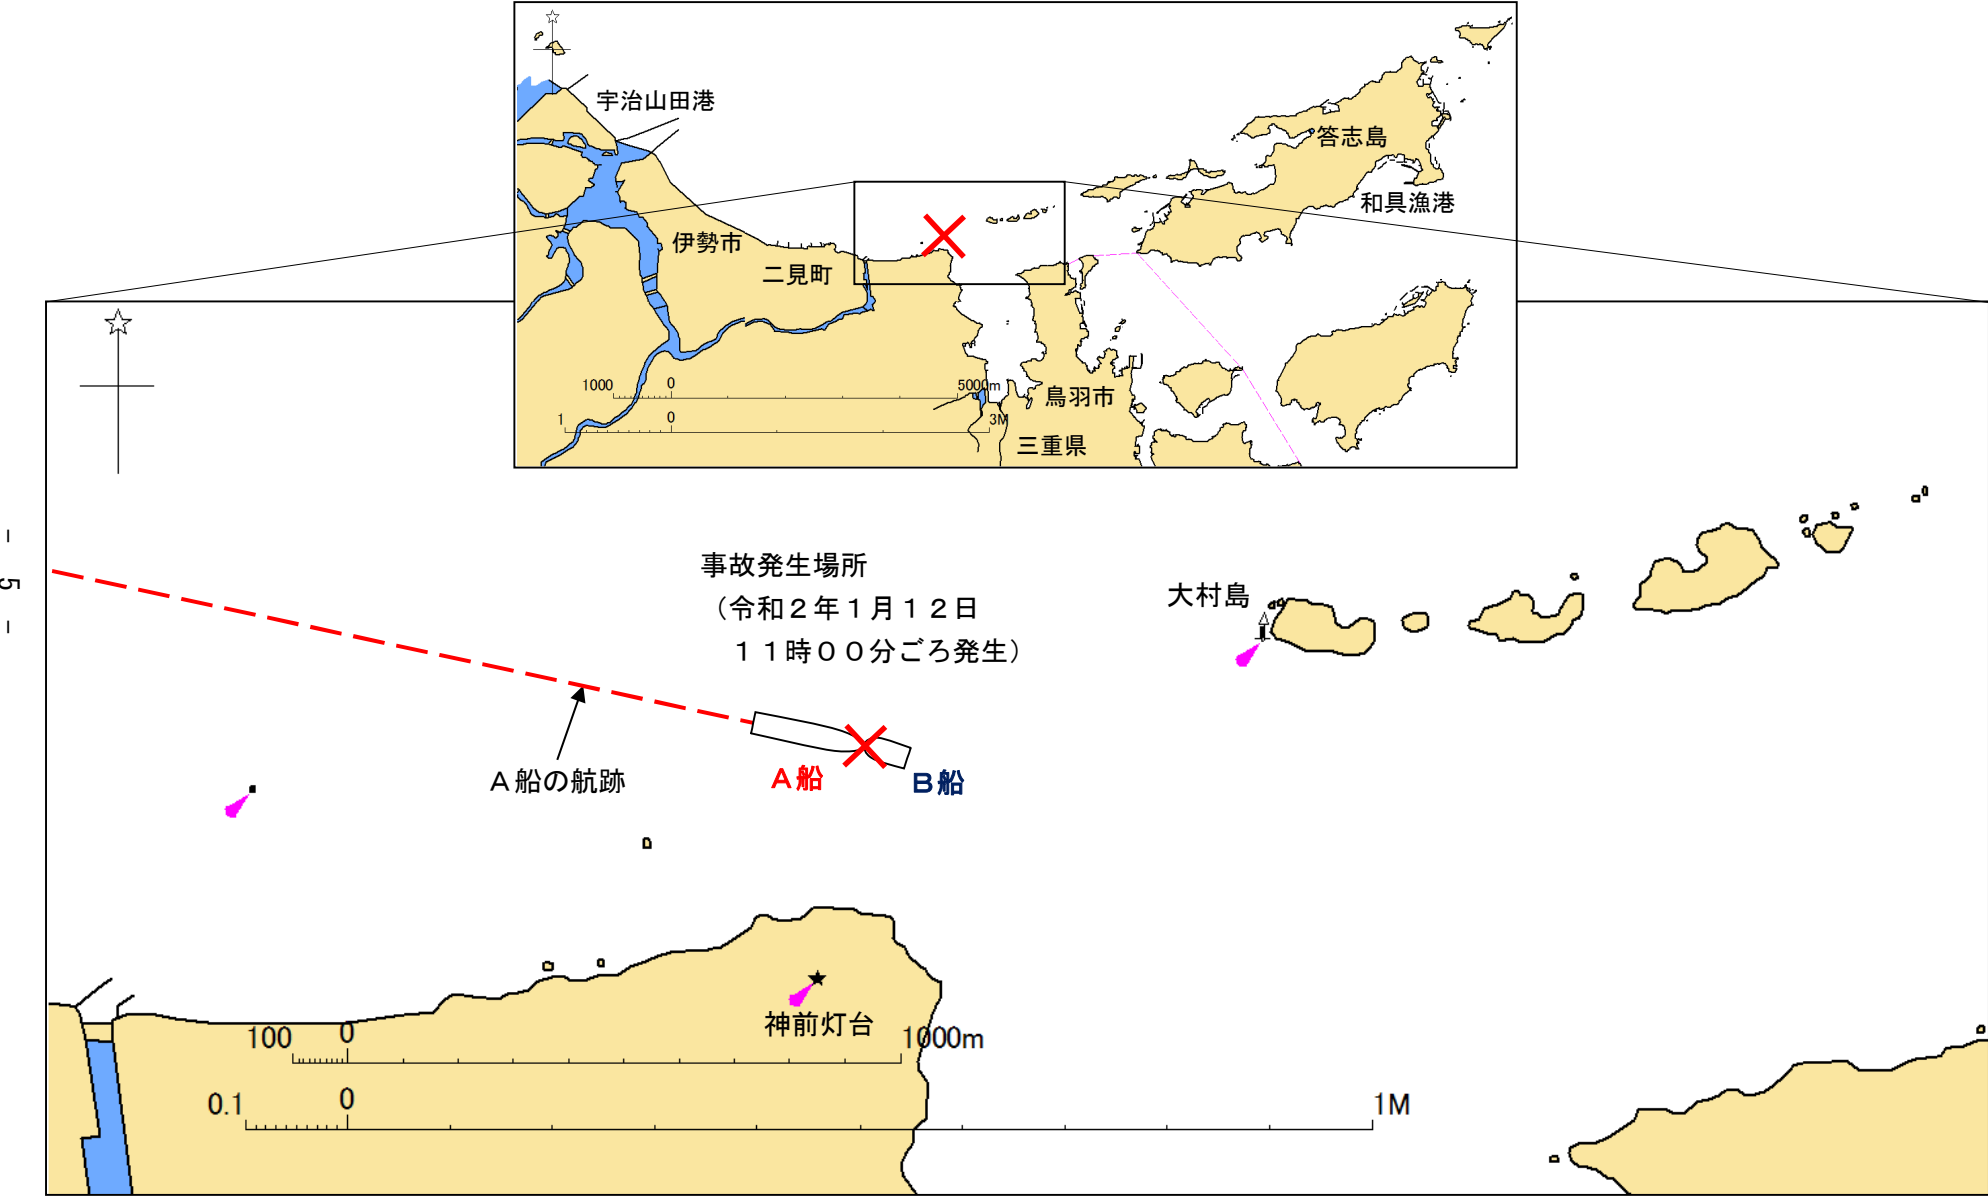 宇治山田港
答志島
和具漁港
伊勢市
二見町
1000 0 5000m
1 0 3M
鳥羽市
三重県
- 5 -
事故発生場所
(令和2年1月12日
11時00分ごろ発生)
大村島
A船の航跡
A船
B船
神前灯台
100 0 1000m
0.1 0 1M